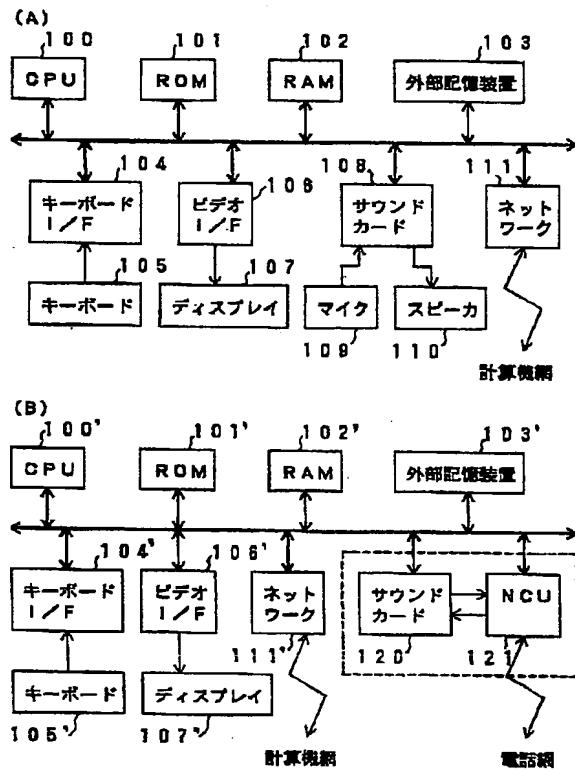 (A)
100 101 102 103
CPU ROM RAM 外部記憶装置
104 106 108 111
キーボード
I/F
ビデオ
I/F
サウンド
カード
ネット
ワーク
105 107
キーボード ディスプレイ マイク スピーカ
109 110
計算機網
(B)
100' 101' 102' 103'
CPU ROM RAM 外部記憶装置
104' 106'
キーボード
I/F
ビデオ
I/F
ネット
ワーク
サウンド
カード
NCU
111' 120 121
キーボード ディスプレイ
105' 107'
計算機網 電話網